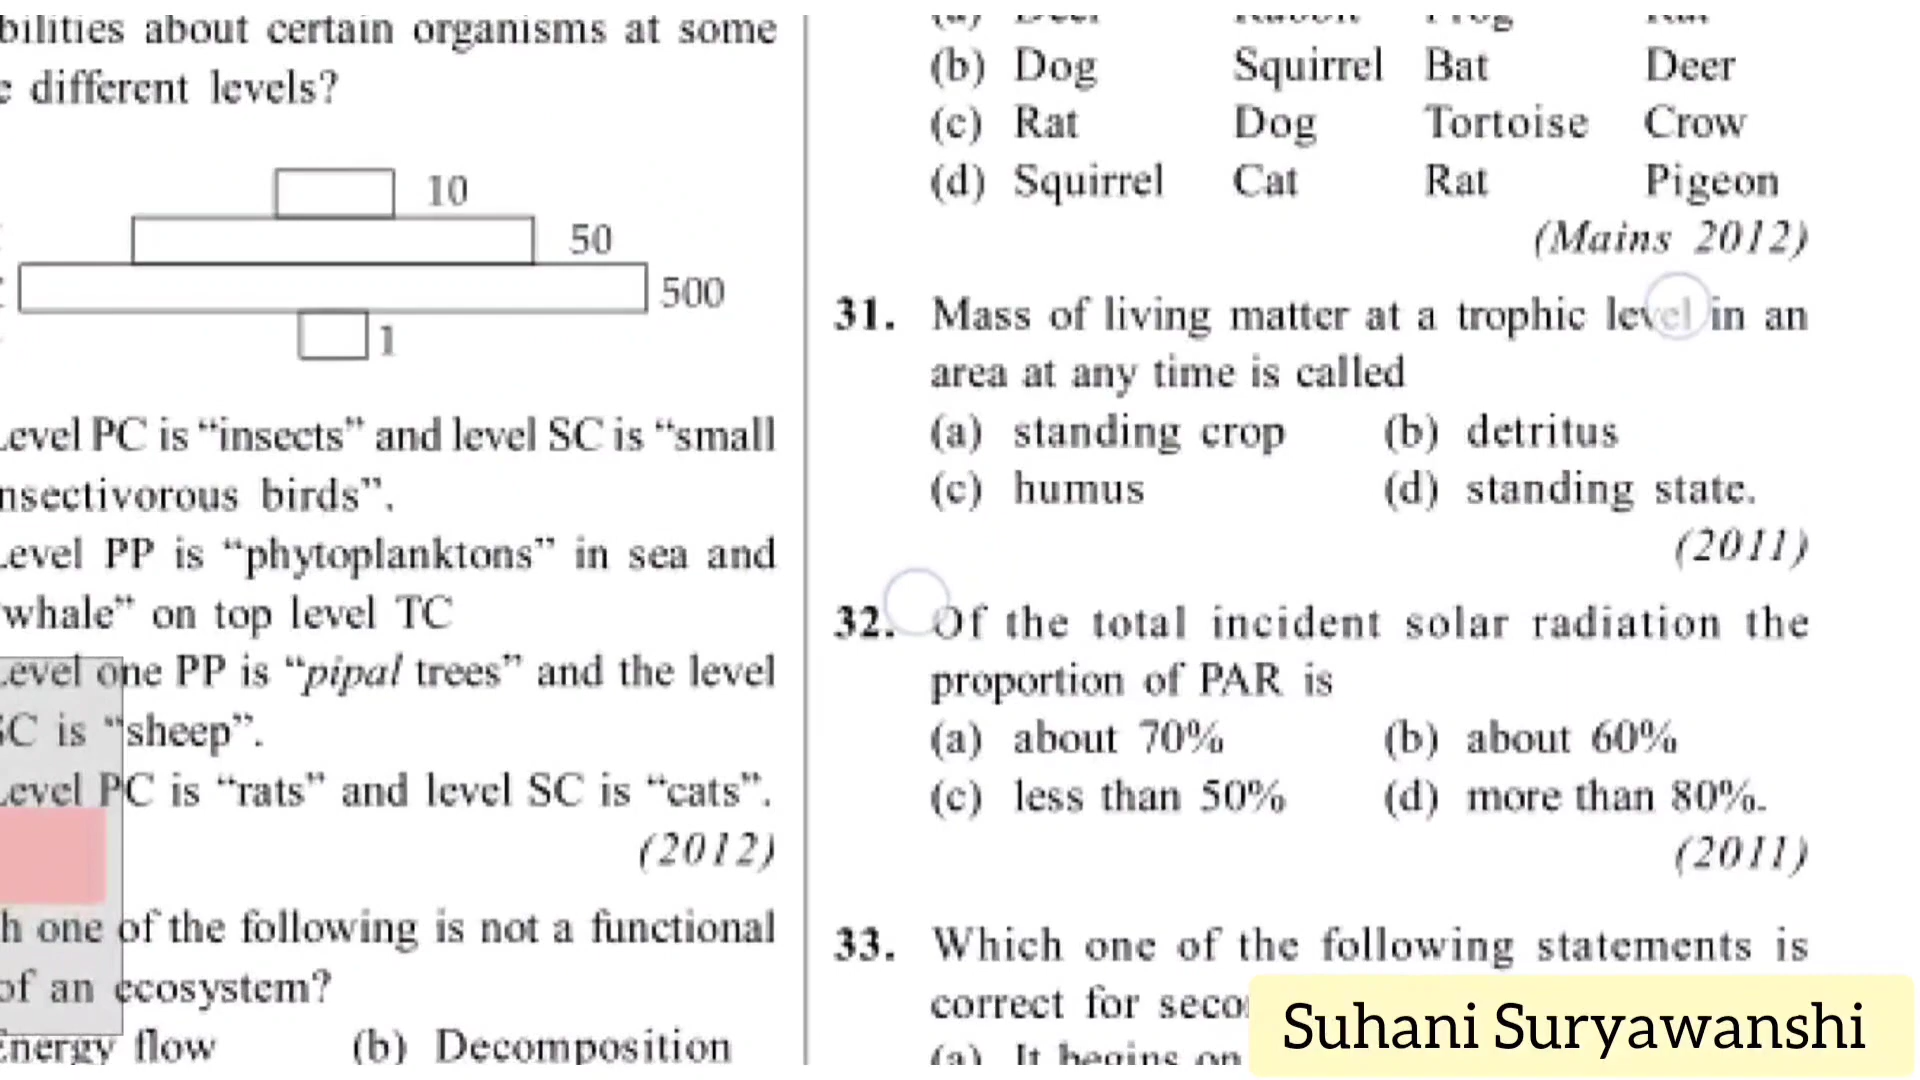 bilities about certain organisms at some
different levels?
10
50
500
1
Level PC is “insects” and level SC is “small
nsectivorous birds”.
Level PP is “phytoplanktons” in sea and
“whale” on top level TC
Level one PP is “pipal trees” and the level
SC is “sheep”.
Level PC is “rats” and level SC is “cats”.
(2012)
h one of the following is not a functional
of an ecosystem?
Energy flow (b) Decomposition
(b) Dog Squirrel Bat Deer
(c) Rat Dog Tortoise Crow
(d) Squirrel Cat Rat Pigeon
(Mains 2012)
31. Mass of living matter at a trophic level in an
area at any time is called
(a) standing crop (b) detritus
(c) humus (d) standing state.
(2011)
32. Of the total incident solar radiation the
proportion of PAR is
(a) about 70% (b) about 60%
(c) less than 50% (d) more than 80%.
(2011)
33. Which one of the following statements is
correct for seco
(a) It begins on
Suhani Suryawanshi